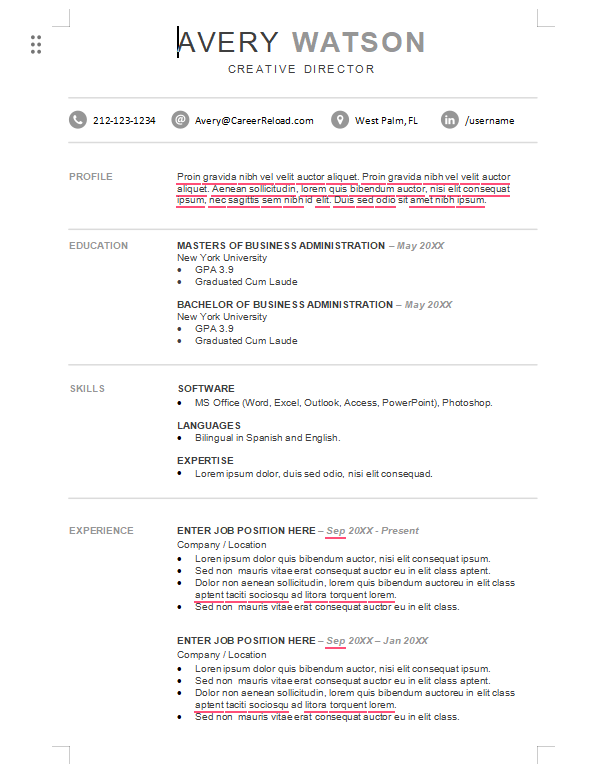 AVERY WATSON
CREATIVE DIRECTOR
212-123-1234 Avery@CareerReload.com West Palm, FL in /username
PROFILE
Proin gravida nibh vel velit auctor aliquet. Proin gravida nibh vel velit auctor
aliquet. Aenean sollicitudin, lorem quis bibendum auctor, nisi elit consequat
ipsum, nec sagittis sem nibh id elit. Duis sed odio sit amet nibh ipsum.
EDUCATION
MASTERS OF BUSINESS ADMINISTRATION – May 20XX
New York University
• GPA 3.9
• Graduated Cum Laude
BACHELOR OF BUSINESS ADMINISTRATION – May 20XX
New York University
• GPA 3.9
• Graduated Cum Laude
SKILLS
SOFTWARE
• MS Office (Word, Excel, Outlook, Access, PowerPoint), Photoshop.
LANGUAGES
• Bilingual in Spanish and English.
EXPERTISE
• Lorem ipsum dolor, duis sed odio, nisi elit consequad.
EXPERIENCE
ENTER JOB POSITION HERE – Sep 20XX - Present
Company / Location
• Loren ipsum dolor quis bibendum auctor, nisi elit consequat ipsum.
• Sed non mauris vitae erat consequat auctor eu in elit class aptent.
• Dolor non aenean sollicitudin, lorem quis bibendum auctoreu in elit class
aptent taciti sociosqu ad litora torquent lorem.
• Sed non mauris vitae erat consequat auctor eu in elit class.
ENTER JOB POSITION HERE – Sep 20XX – Jan 20XX
Company / Location
• Loren ipsum dolor quis bibendum auctor, nisi elit consequat ipsum.
• Sed non mauris vitae erat consequat auctor eu in elit class aptent.
• Dolor non aenean sollicitudin, lorem quis bibendum auctoreu in elit class
aptent taciti sociosqu ad litora torquent lorem.
• Sed non mauris vitae erat consequat auctor eu in elit class.